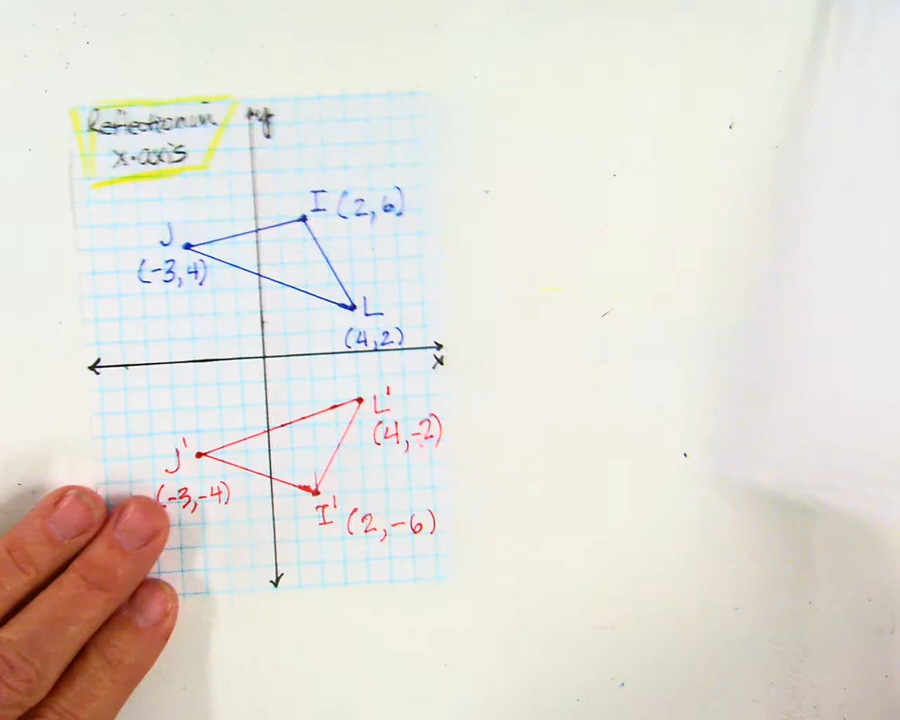 Reflection in
x-axis
y
I (2, 6)
J
(-3, 4)
L
(4, 2)
x
L'
(4, -2)
J'
(-3, -4)
I' (2, -6)